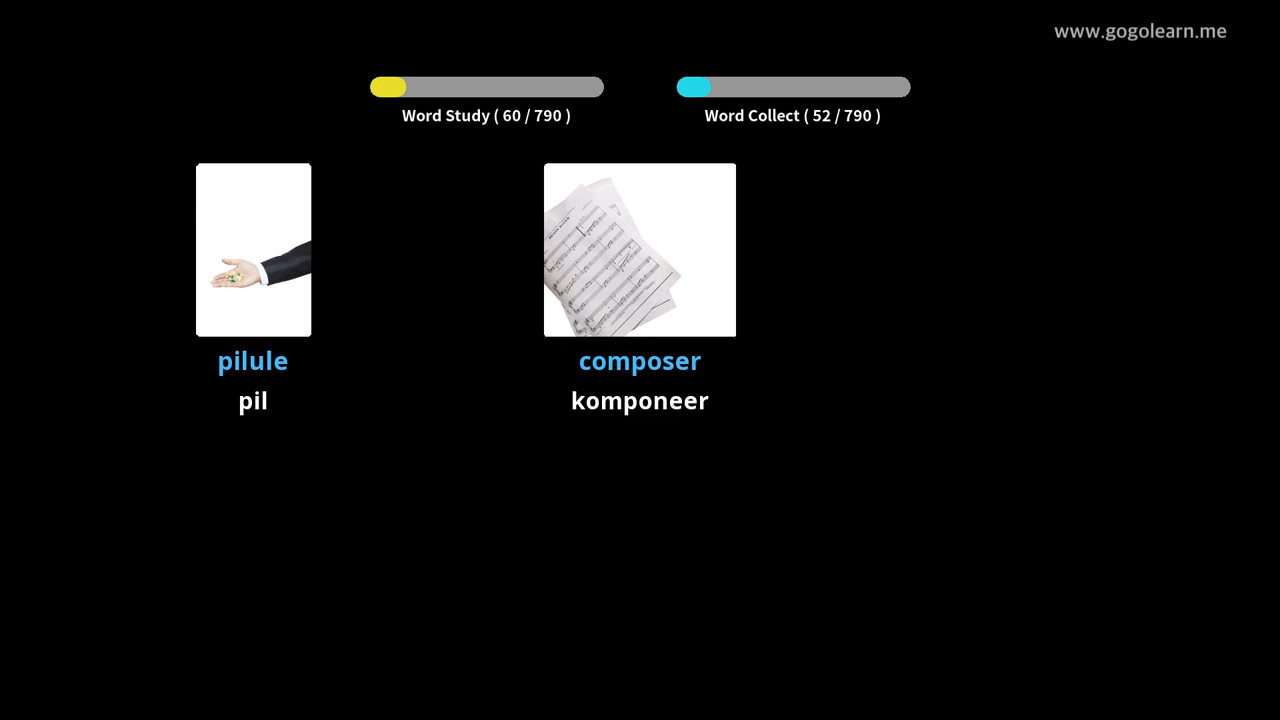 www.gogolearn.me
Word Study ( 60 / 790 )
Word Collect ( 52 / 790 )
pilule
composer
pil
komponeer